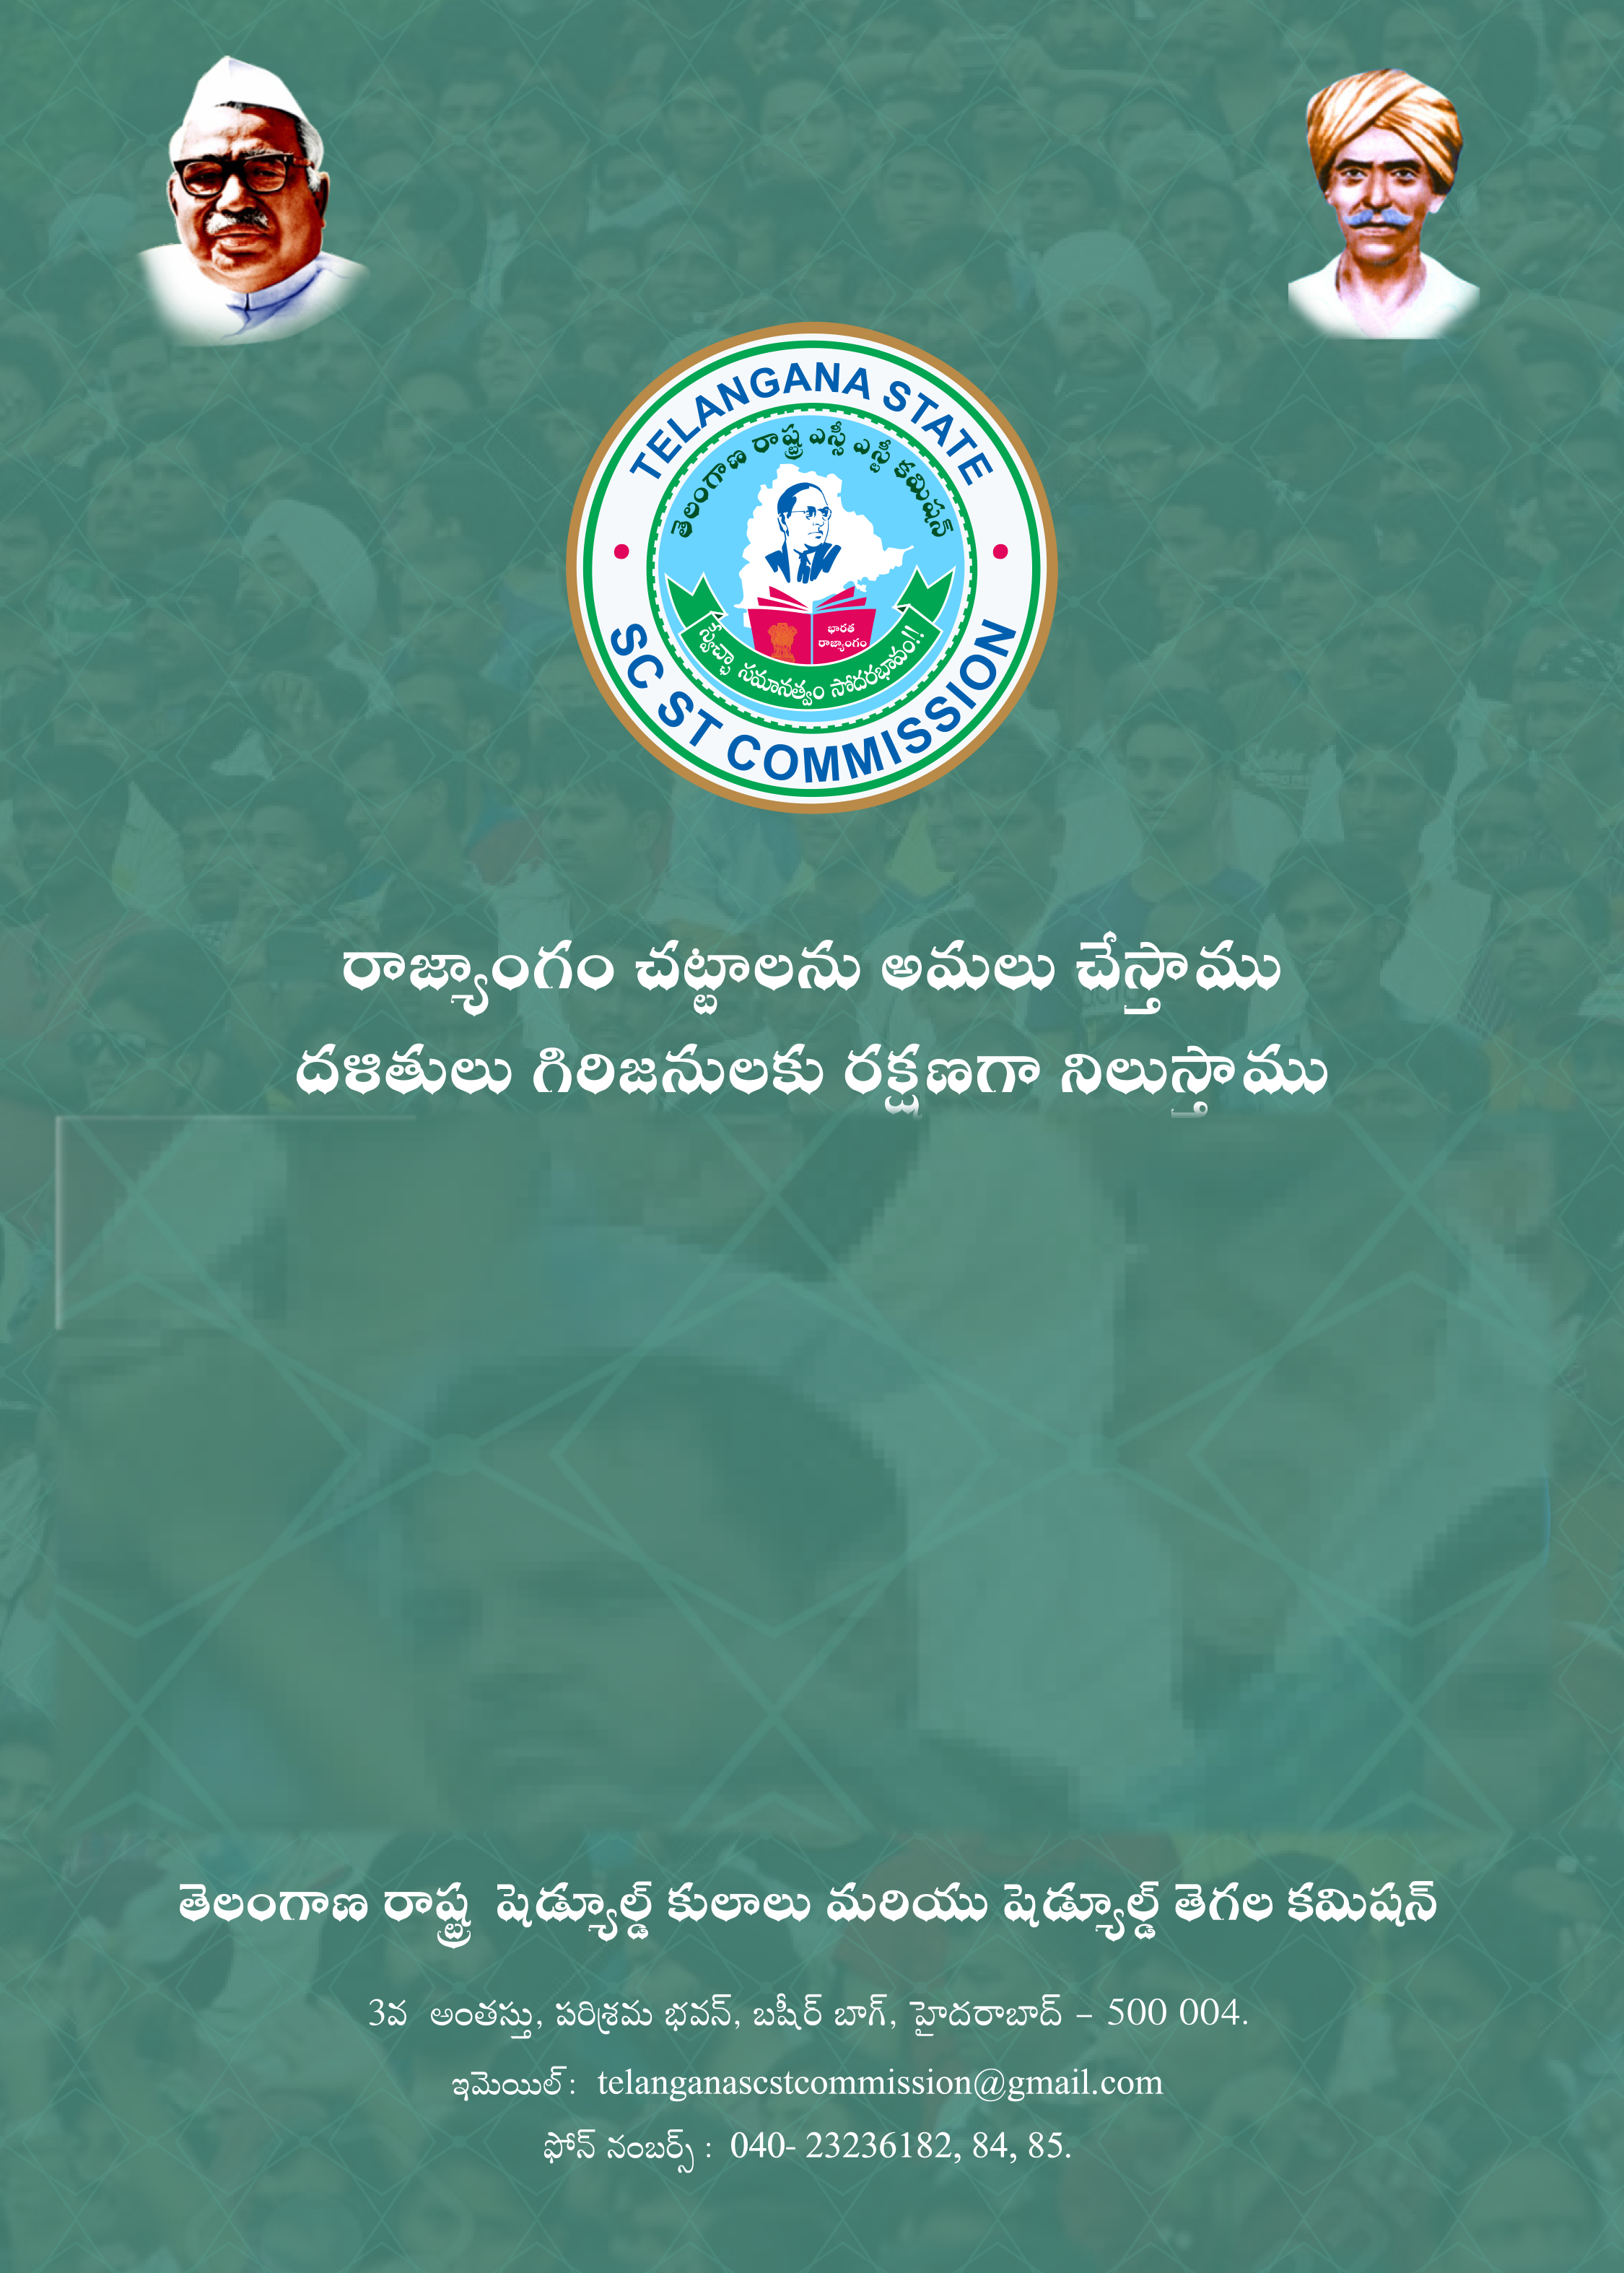 TELANGANA STATE
తెలంగాణ రాష్ట్ర ఎస్సీ ఎస్టీ కమిషన్
భారత
రాజ్యాంగం
స్వేచ్ఛా సమానత్వం సోదరభావం!!
SC ST COMMISSION
రాజ్యాంగం చట్టాలను అమలు చేస్తాము
దళితులు గిరిజనులకు రక్షణగా నిలుస్తాము
తెలంగాణ రాష్ట్ర షెడ్యూల్డ్ కులాలు మరియు షెడ్యూల్డ్ తెగల కమిషన్
3వ అంతస్తు, పరిశ్రమ భవన్, బషీర్ బాగ్, హైదరాబాద్ – 500 004.
ఇమెయిల్ : telanganascstcommission@gmail.com
ఫోన్ నంబర్స్ : 040- 23236182, 84, 85.